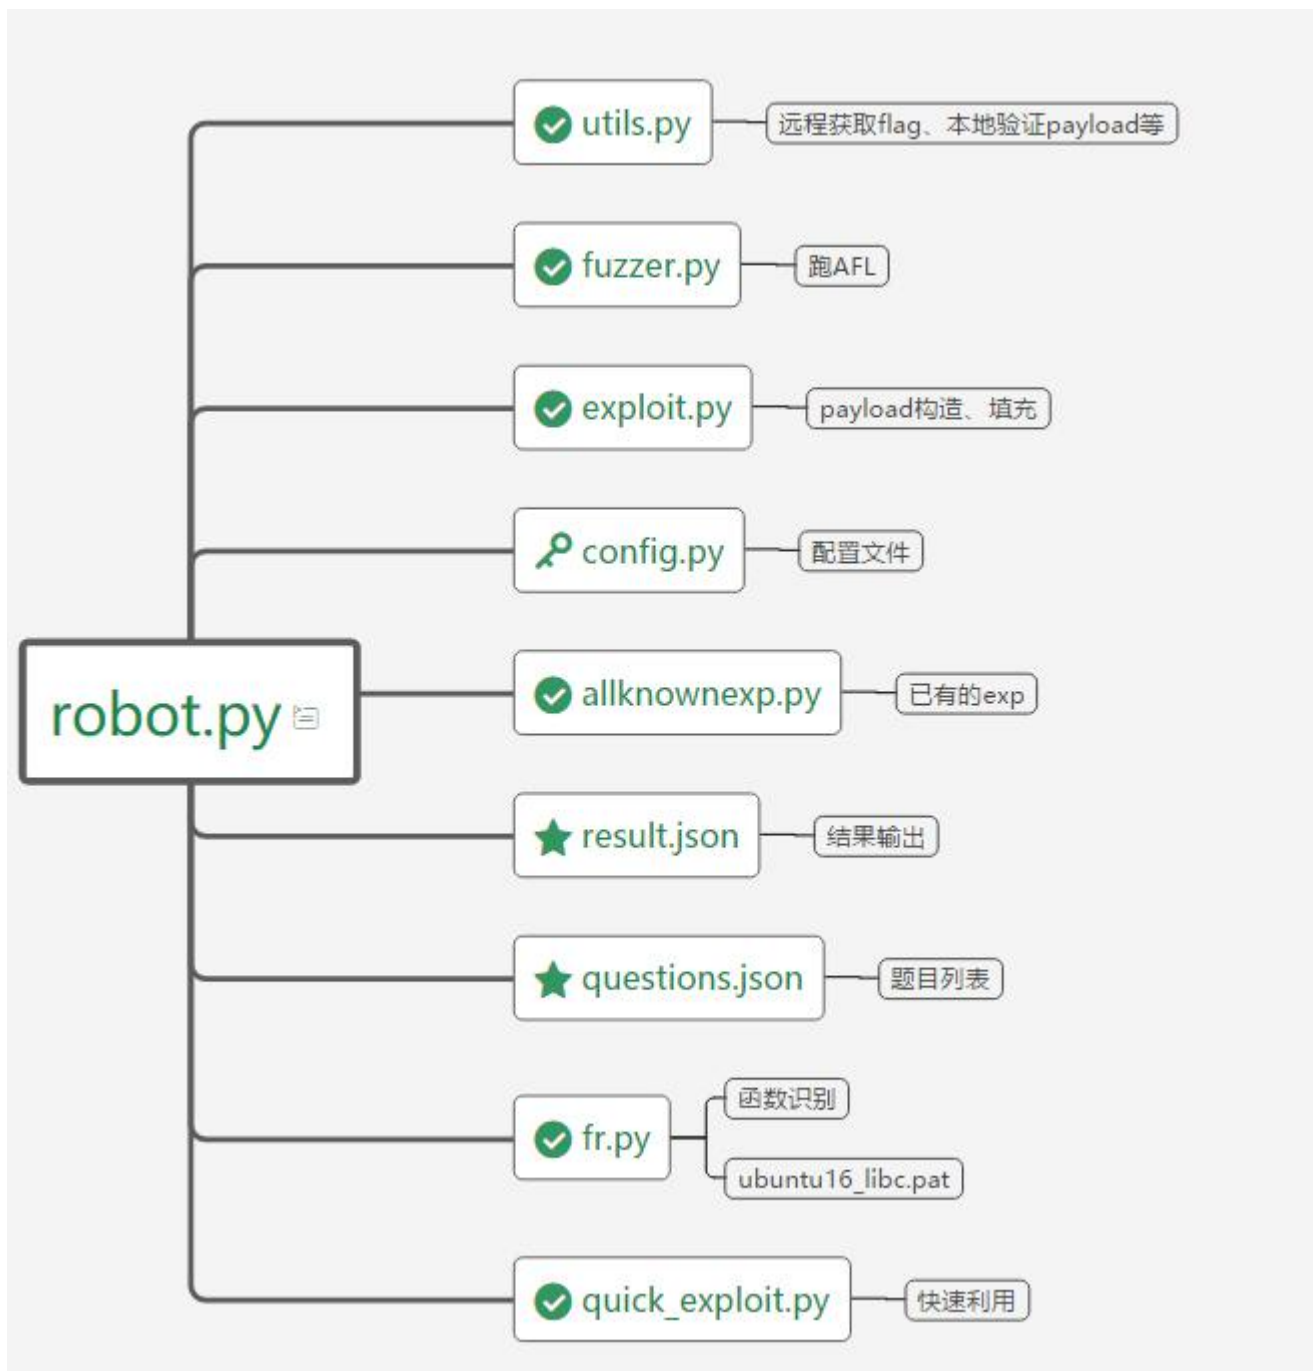 utils.py
远程获取flag、本地验证payload等
fuzzer.py
跑AFL
exploit.py
payload构造、填充
config.py
配置文件
robot.py
allknownexp.py
已有的exp
result.json
结果输出
questions.json
题目列表
fr.py
函数识别
ubuntu16_libc.pat
quick_exploit.py
快速利用